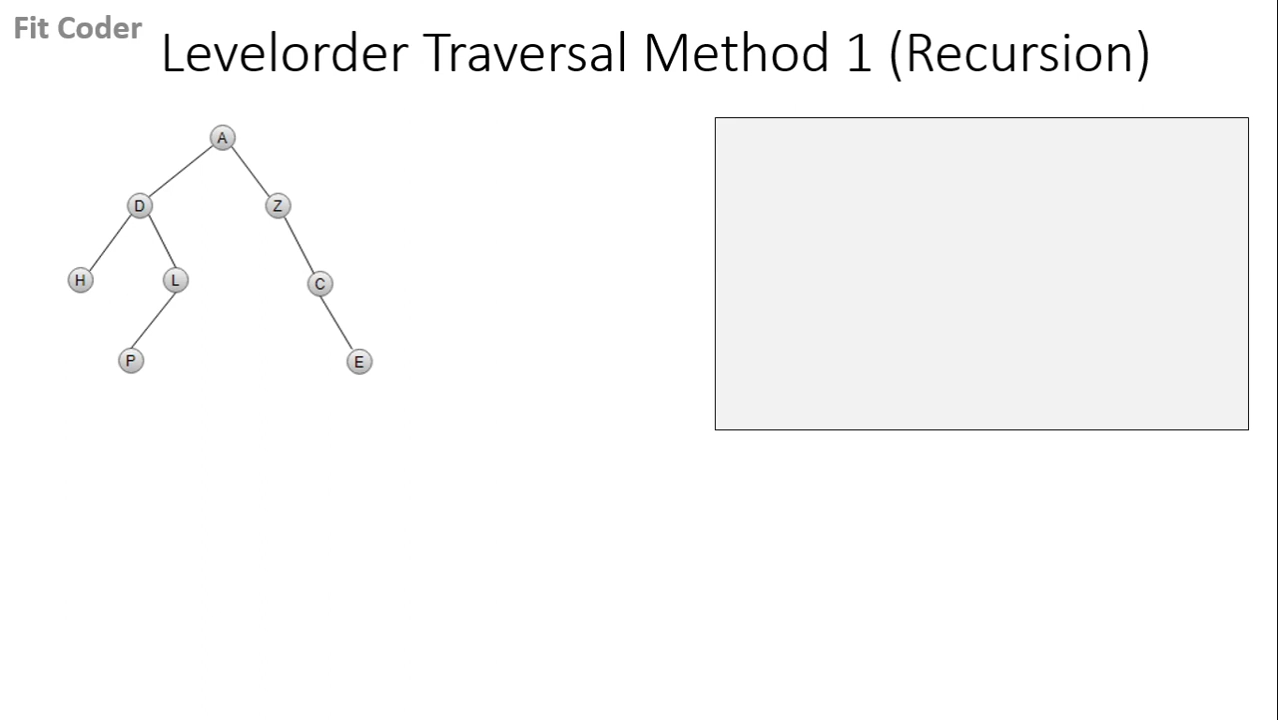 Fit Coder
Levelorder Traversal Method 1 (Recursion)
A
D Z
H L C
P E